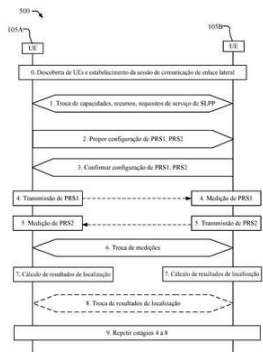 500
105A
105B
UE
UE
0. Descoberta de UEs e estabelecimento da sessão de comunicação de enlace lateral
1. Troca de capacidades, recursos, requisitos de serviço de SLPP
2. Propor configuração de PRS1, PRS2
3. Confirmar configuração de PRS1, PRS2
4. Transmissão de PRS1
4. Medição de PRS1
5. Medição de PRS2
5. Transmissão de PRS2
6. Troca de medições
7. Cálculo de resultados de localização
7. Cálculo de resultados de localização
8. Troca de resultados de localização
9. Repetir estágios 4 a 8